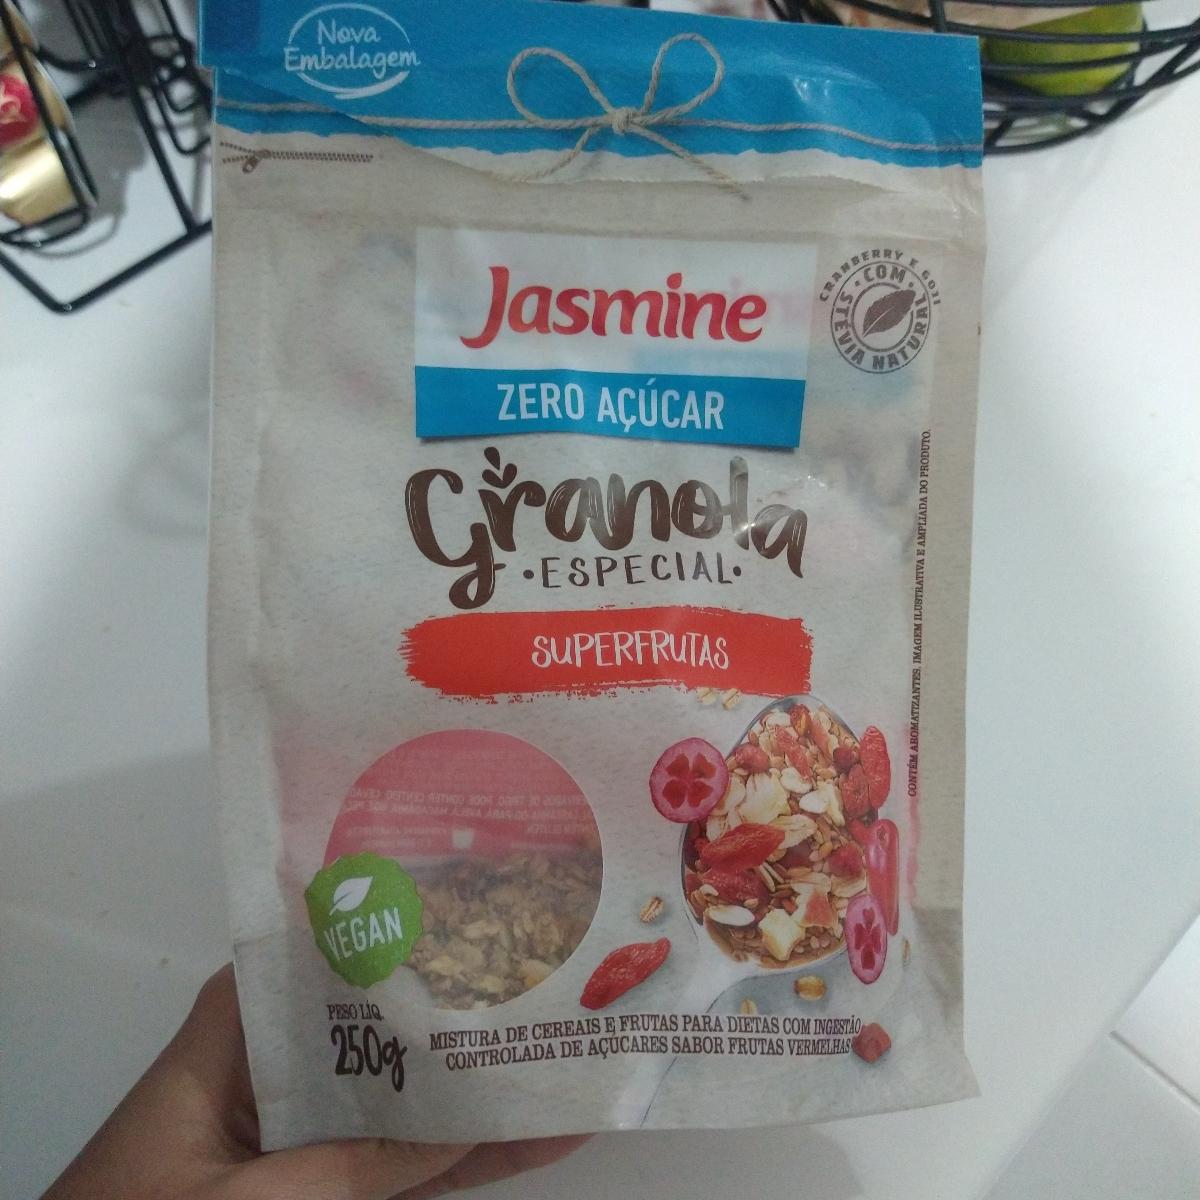 Nova
Embalagem
Jasmine
ZERO AÇÚCAR
CRANBERRY E GOJI
COM
STÉVIA NATURAL
Granola
ESPECIAL
SUPERFRUTAS
CONTÉM AROMATIZANTES. IMAGEM ILUSTRATIVA E AMPLIADA DO PRODUTO.
VEGAN
PESO LÍQ.
250g
MISTURA DE CEREAIS E FRUTAS PARA DIETAS COM INGESTÃO
CONTROLADA DE AÇÚCARES SABOR FRUTAS VERMELHAS